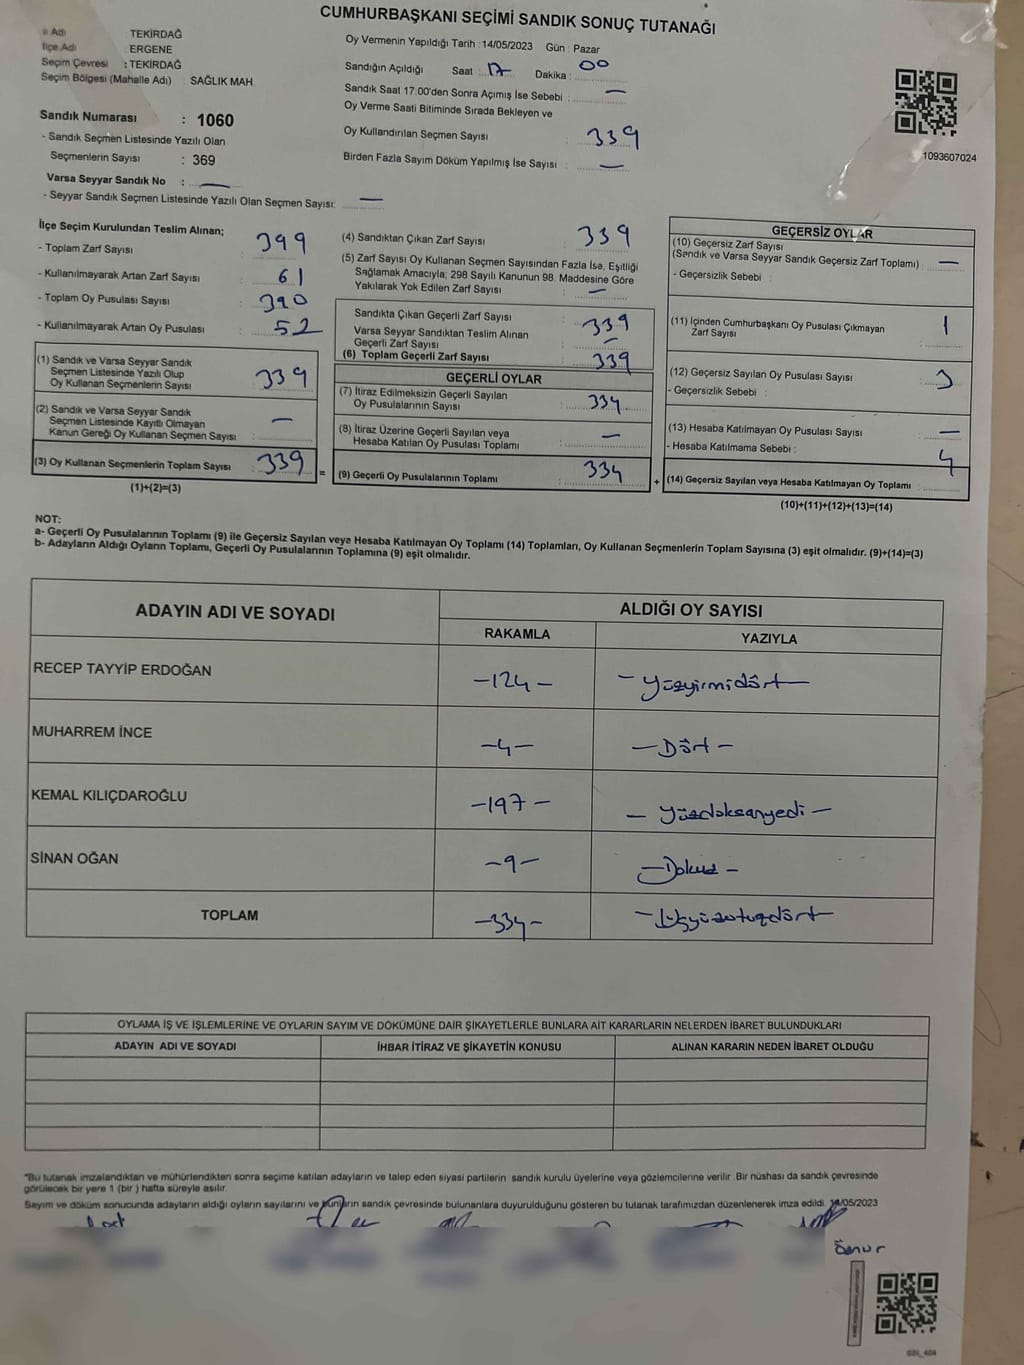 CUMHURBAŞKANI SEÇİMİ SANDIK SONUÇ TUTANAĞI
İl Adı TEKİRDAĞ
İlçe Adı ERGENE
Seçim Çevresi : TEKİRDAĞ
Seçim Bölgesi (Mahalle Adı) : SAĞLIK MAH.
Sandık Numarası : 1060
- Sandık Seçmen Listesinde Yazılı Olan
Seçmenlerin Sayısı : 369
Varsa Seyyar Sandık No : —
- Seyyar Sandık Seçmen Listesinde Yazılı Olan Seçmen Sayısı: —
Oy Vermenin Yapıldığı Tarih : 14/05/2023 Gün : Pazar
Sandığın Açıldığı Saat : 17 Dakika : 00
Sandık Saat 17:00'den Sonra Açımış İse Sebebi : —
Oy Verme Saati Bitiminde Sırada Bekleyen ve
Oy Kullandırılan Seçmen Sayısı : 339
Birden Fazla Sayım Döküm Yapılmış İse Sayısı : —
1093607024
İlçe Seçim Kurulundan Teslim Alınan;
- Toplam Zarf Sayısı : 399
- Kullanılmayarak Artan Zarf Sayısı : 61
- Toplam Oy Pusulası Sayısı : 390
- Kullanılmayarak Artan Oy Pusulası : 52
(1) Sandık ve Varsa Seyyar Sandık
Seçmen Listesinde Yazılı Olup
Oy Kullanan Seçmenlerin Sayısı : 339
(2) Sandık ve Varsa Seyyar Sandık
Seçmen Listesinde Kayıtlı Olmayan
Kanun Gereği Oy Kullanan Seçmen Sayısı : —
(3) Oy Kullanan Seçmenlerin Toplam Sayısı : 339 =
(1)+(2)=(3)
(4) Sandıktan Çıkan Zarf Sayısı : 339
(5) Zarf Sayısı Oy Kullanan Seçmen Sayısından Fazla İse, Eşitliği
Sağlamak Amacıyla; 298 Sayılı Kanunun 98. Maddesine Göre
Yakılarak Yok Edilen Zarf Sayısı : —
Sandıkta Çıkan Geçerli Zarf Sayısı : 339
Varsa Seyyar Sandıktan Teslim Alınan
Geçerli Zarf Sayısı : —
(6) Toplam Geçerli Zarf Sayısı 339
GEÇERLİ OYLAR
(7) İtiraz Edilmeksizin Geçerli Sayılan
Oy Pusulalarının Sayısı : 334
(8) İtiraz Üzerine Geçerli Sayılan veya
Hesaba Katılan Oy Pusulası Toplamı : —
(9) Geçerli Oy Pusulalarının Toplamı : 334 +
GEÇERSİZ OYLAR
(10) Geçersiz Zarf Sayısı
(Sandık ve Varsa Seyyar Sandık Geçersiz Zarf Toplamı) : —
- Geçersizlik Sebebi :
(11) İçinden Cumhurbaşkanı Oy Pusulası Çıkmayan
Zarf Sayısı 1
(12) Geçersiz Sayılan Oy Pusulası Sayısı : 3
- Geçersizlik Sebebi :
(13) Hesaba Katılmayan Oy Pusulası Sayısı : —
- Hesaba Katılmama Sebebi :
(14) Geçersiz Sayılan veya Hesaba Katılmayan Oy Toplamı : 4
(10)+(11)+(12)+(13)=(14)
NOT:
a- Geçerli Oy Pusulalarının Toplamı (9) ile Geçersiz Sayılan veya Hesaba Katılmayan Oy Toplamı (14) Toplamları, Oy Kullanan Seçmenlerin Toplam Sayısına (3) eşit olmalıdır. (9)+(14)=(3)
b- Adayların Aldığı Oyların Toplamı, Geçerli Oy Pusulalarının Toplamına (9) eşit olmalıdır.
ADAYIN ADI VE SOYADI ALDIĞI OY SAYISI
RAKAMLA YAZIYLA
RECEP TAYYİP ERDOĞAN -124- - Yüzyirmidört -
MUHARREM İNCE -4- - Dört -
KEMAL KILIÇDAROĞLU -197- - Yüzdoksanyedi -
SİNAN OĞAN -9- - Dokuz -
TOPLAM -334- - Üçyüzotuzdört -
OYLAMA İŞ VE İŞLEMLERİNE VE OYLARIN SAYIM VE DÖKÜMÜNE DAİR ŞİKAYETLERLE BUNLARA AİT KARARLARIN NELERDEN İBARET BULUNDUKLARI
ADAYIN ADI VE SOYADI İHBAR İTİRAZ VE ŞİKAYETİN KONUSU ALINAN KARARIN NEDEN İBARET OLDUĞU
*Bu tutanak imzalandıktan ve mühürlendikten sonra seçime katılan adayların ve talep eden siyasi partilerin sandık kurulu üyelerine veya gözlemcilerine verilir. Bir nüshası da sandık çevresinde
görülecek bir yere 1 (bir ) hafta süreyle asılır.
Sayım ve döküm sonucunda adayların aldığı oyların sayılarını ve bunların sandık çevresinde bulunanlara duyurulduğunu gösteren bu tutanak tarafımızdan düzenlenerek imza edildi. 14/05/2023